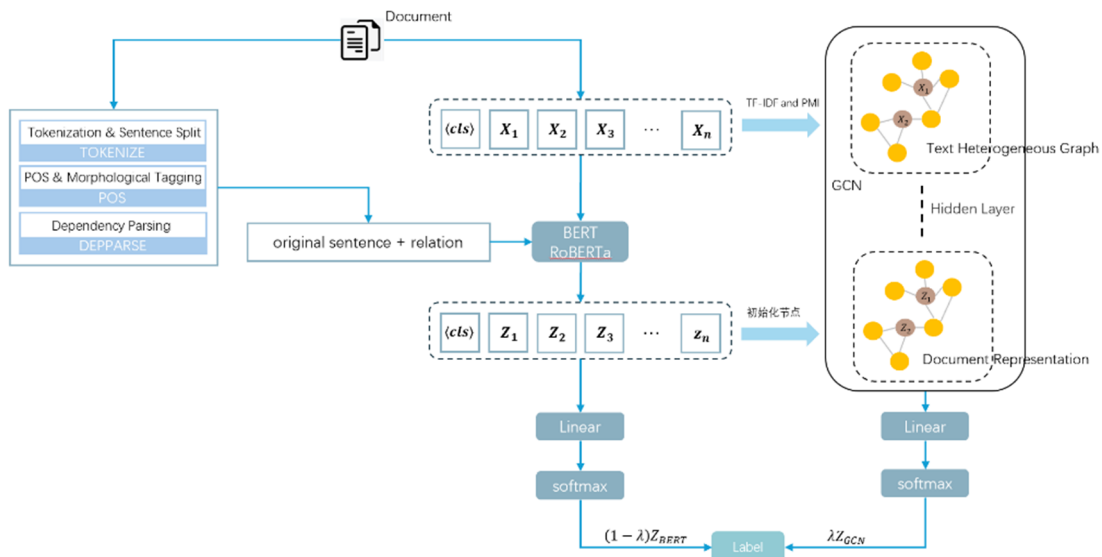 Document
Tokenization & Sentence Split
TOKENIZE
POS & Morphological Tagging
POS
Dependency Parsing
DEPPARSE
original sentence + relation
⟨cls⟩ X₁ X₂ X₃ ⋯ Xₙ
BERT
RoBERTa
⟨cls⟩ Z₁ Z₂ Z₃ ⋯ zₙ
Linear
softmax
TF-IDF and PMI
初始化节点
X₁
X₂
Text Heterogeneous Graph
GCN
Hidden Layer
Z₁
Z₂
Document Representation
Linear
softmax
(1 − λ)Z_BERT
Label
λZ_GCN